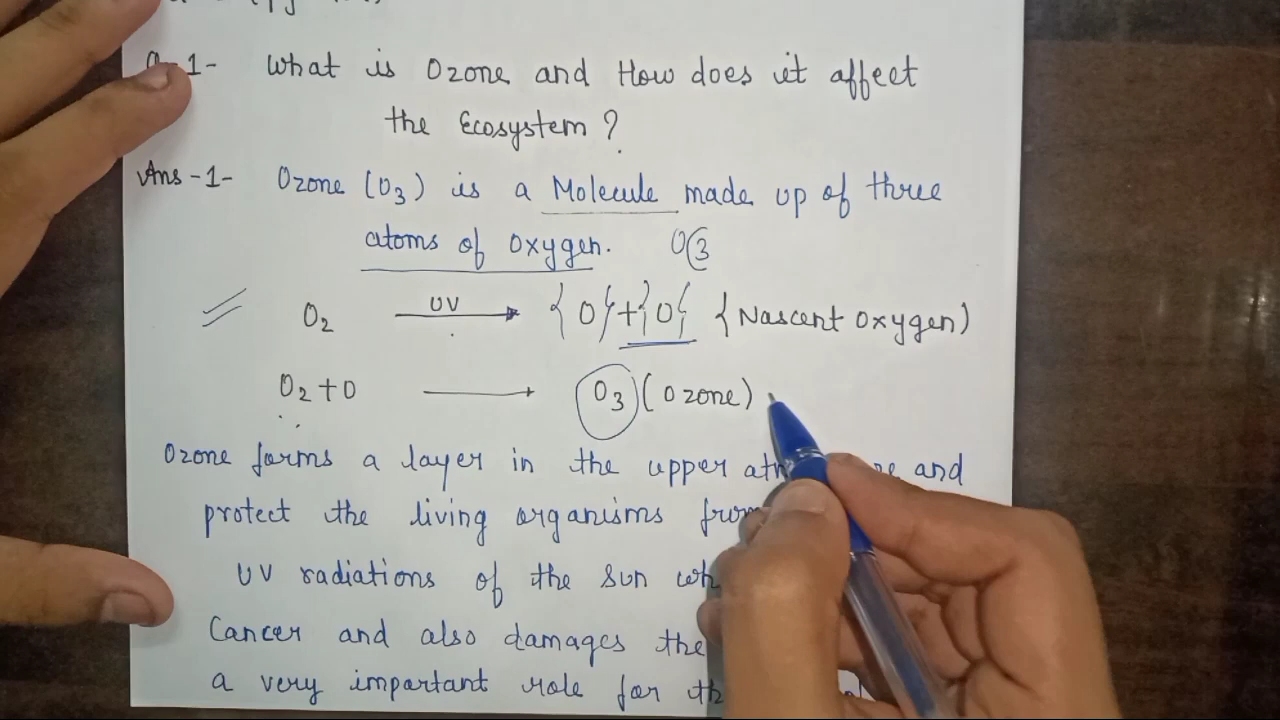 Q-1- What is Ozone and How does it affect
the Ecosystem?
Ans-1- Ozone (O3) is a Molecule made up of three
atoms of oxygen. O3
O2 UV {O}+{O} {Nascent oxygen)
O2+O O3 (Ozone)
Ozone forms a layer in the upper and
protect the living organisms
UV radiations of the Sun
Cancer and also damages the
a very important role for